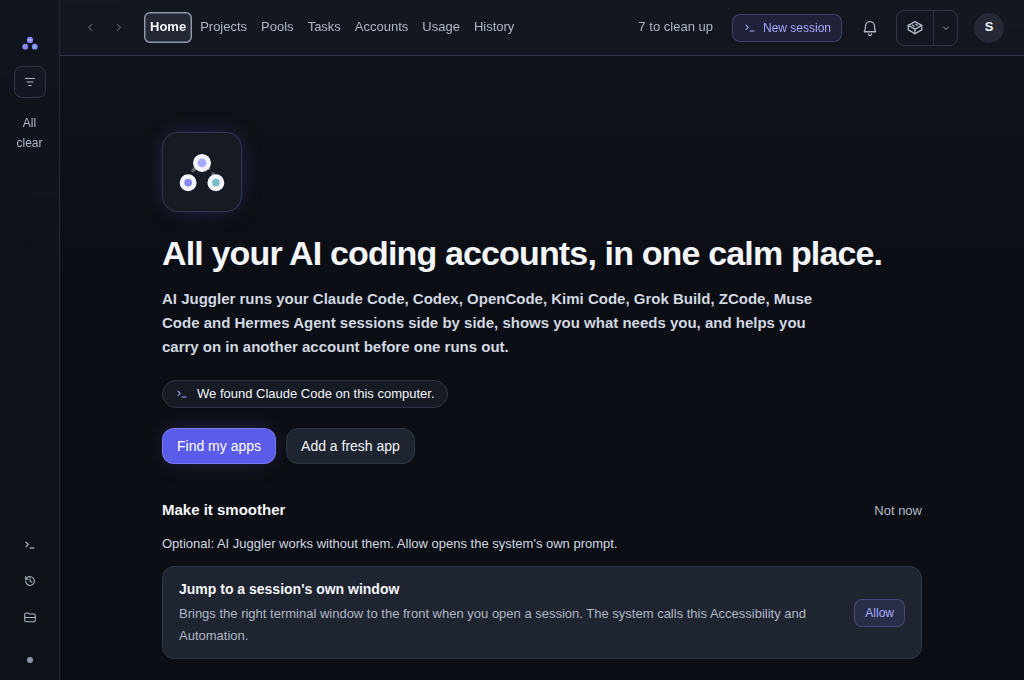 Home Projects Pools Tasks Accounts Usage History 7 to clean up New session S
All
clear
All your AI coding accounts, in one calm place.
AI Juggler runs your Claude Code, Codex, OpenCode, Kimi Code, Grok Build, ZCode, Muse
Code and Hermes Agent sessions side by side, shows you what needs you, and helps you
carry on in another account before one runs out.
We found Claude Code on this computer.
Find my apps Add a fresh app
Make it smoother Not now
Optional: AI Juggler works without them. Allow opens the system's own prompt.
Jump to a session's own window
Brings the right terminal window to the front when you open a session. The system calls this Accessibility and
Automation.
Allow